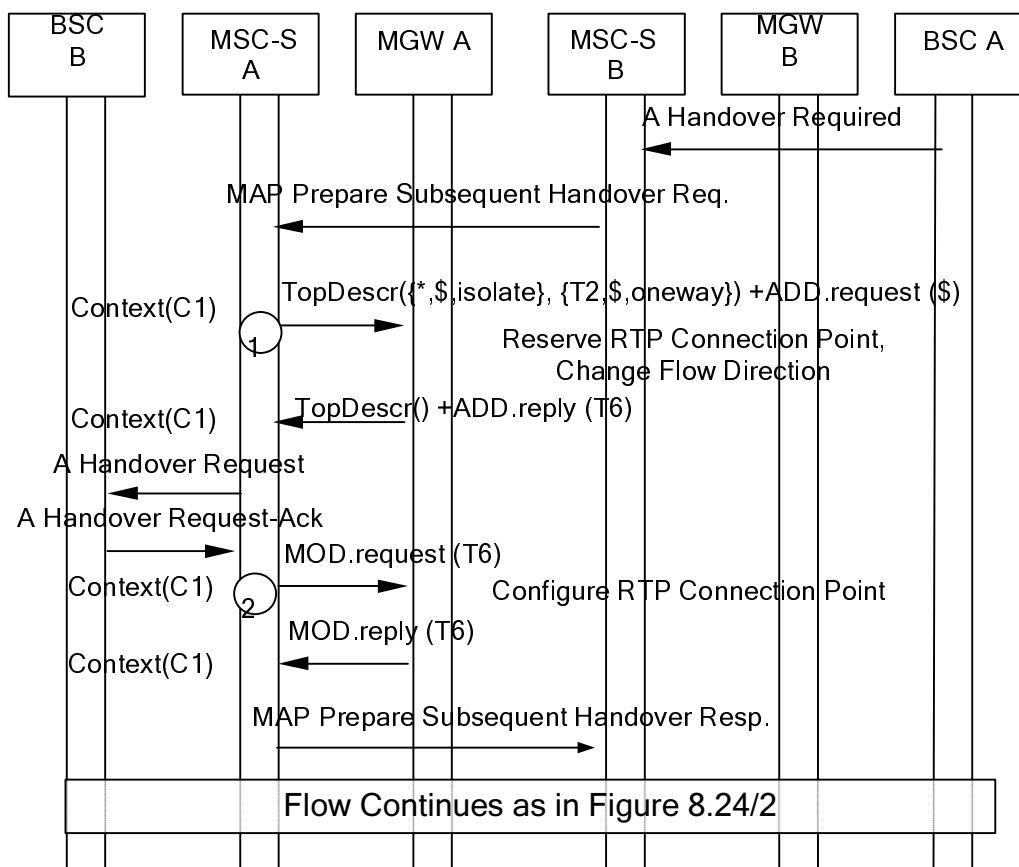 BSC
B
MSC-S
A
MGW A
MSC-S
B
MGW
B
BSC A
A Handover Required
MAP Prepare Subsequent Handover Req.
TopDescr({*,$,isolate}, {T2,$,oneway}) +ADD.request ($)
Context(C1)
1
Reserve RTP Connection Point,
Change Flow Direction
TopDescr() +ADD.reply (T6)
Context(C1)
A Handover Request
A Handover Request-Ack
MOD.request (T6)
Context(C1)
2
Configure RTP Connection Point
MOD.reply (T6)
Context(C1)
MAP Prepare Subsequent Handover Resp.
Flow Continues as in Figure 8.24/2